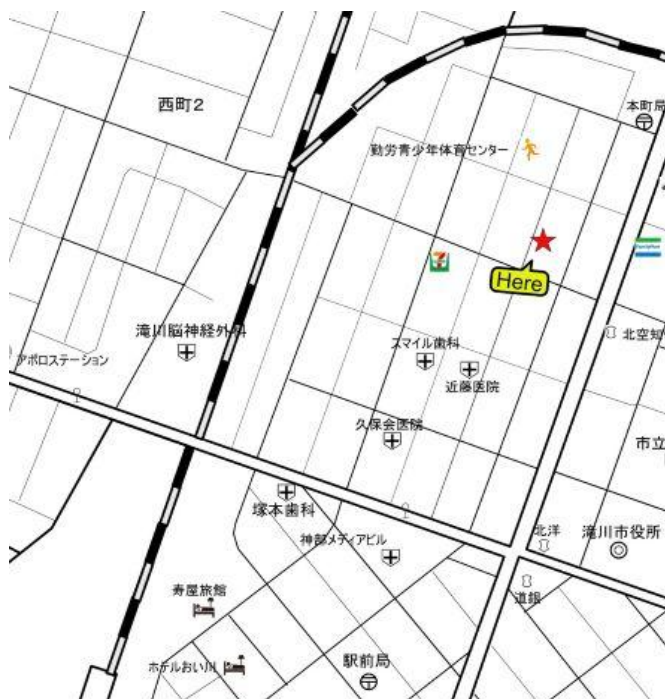 西町2
本町局
勤労青少年体育センター
FamilyMart
7
Here
北空知
滝川脳神経外科
アポロステーション
スマイル歯科
近藤医院
久保会医院
市立
塚本歯科
神部メディアビル
北洋
滝川市役所
道銀
寿屋旅館
ホテルおい川
駅前局